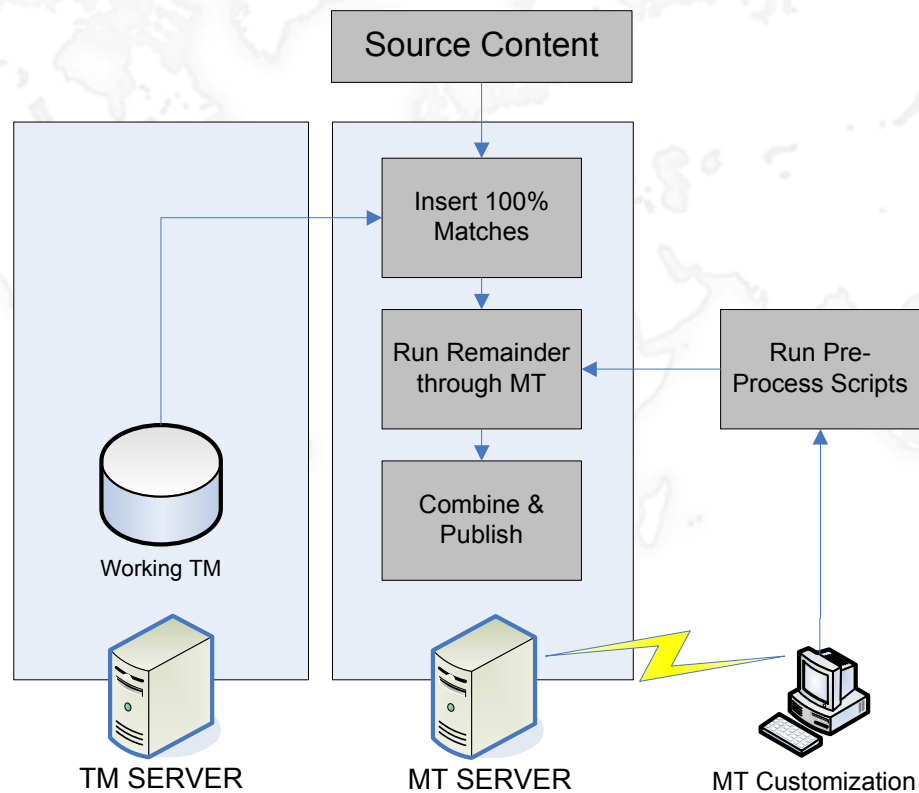 Source Content
Insert 100%
Matches
Run Remainder
through MT
Run Pre-
Process Scripts
Combine &
Publish
Working TM
TM SERVER
MT SERVER
MT Customization